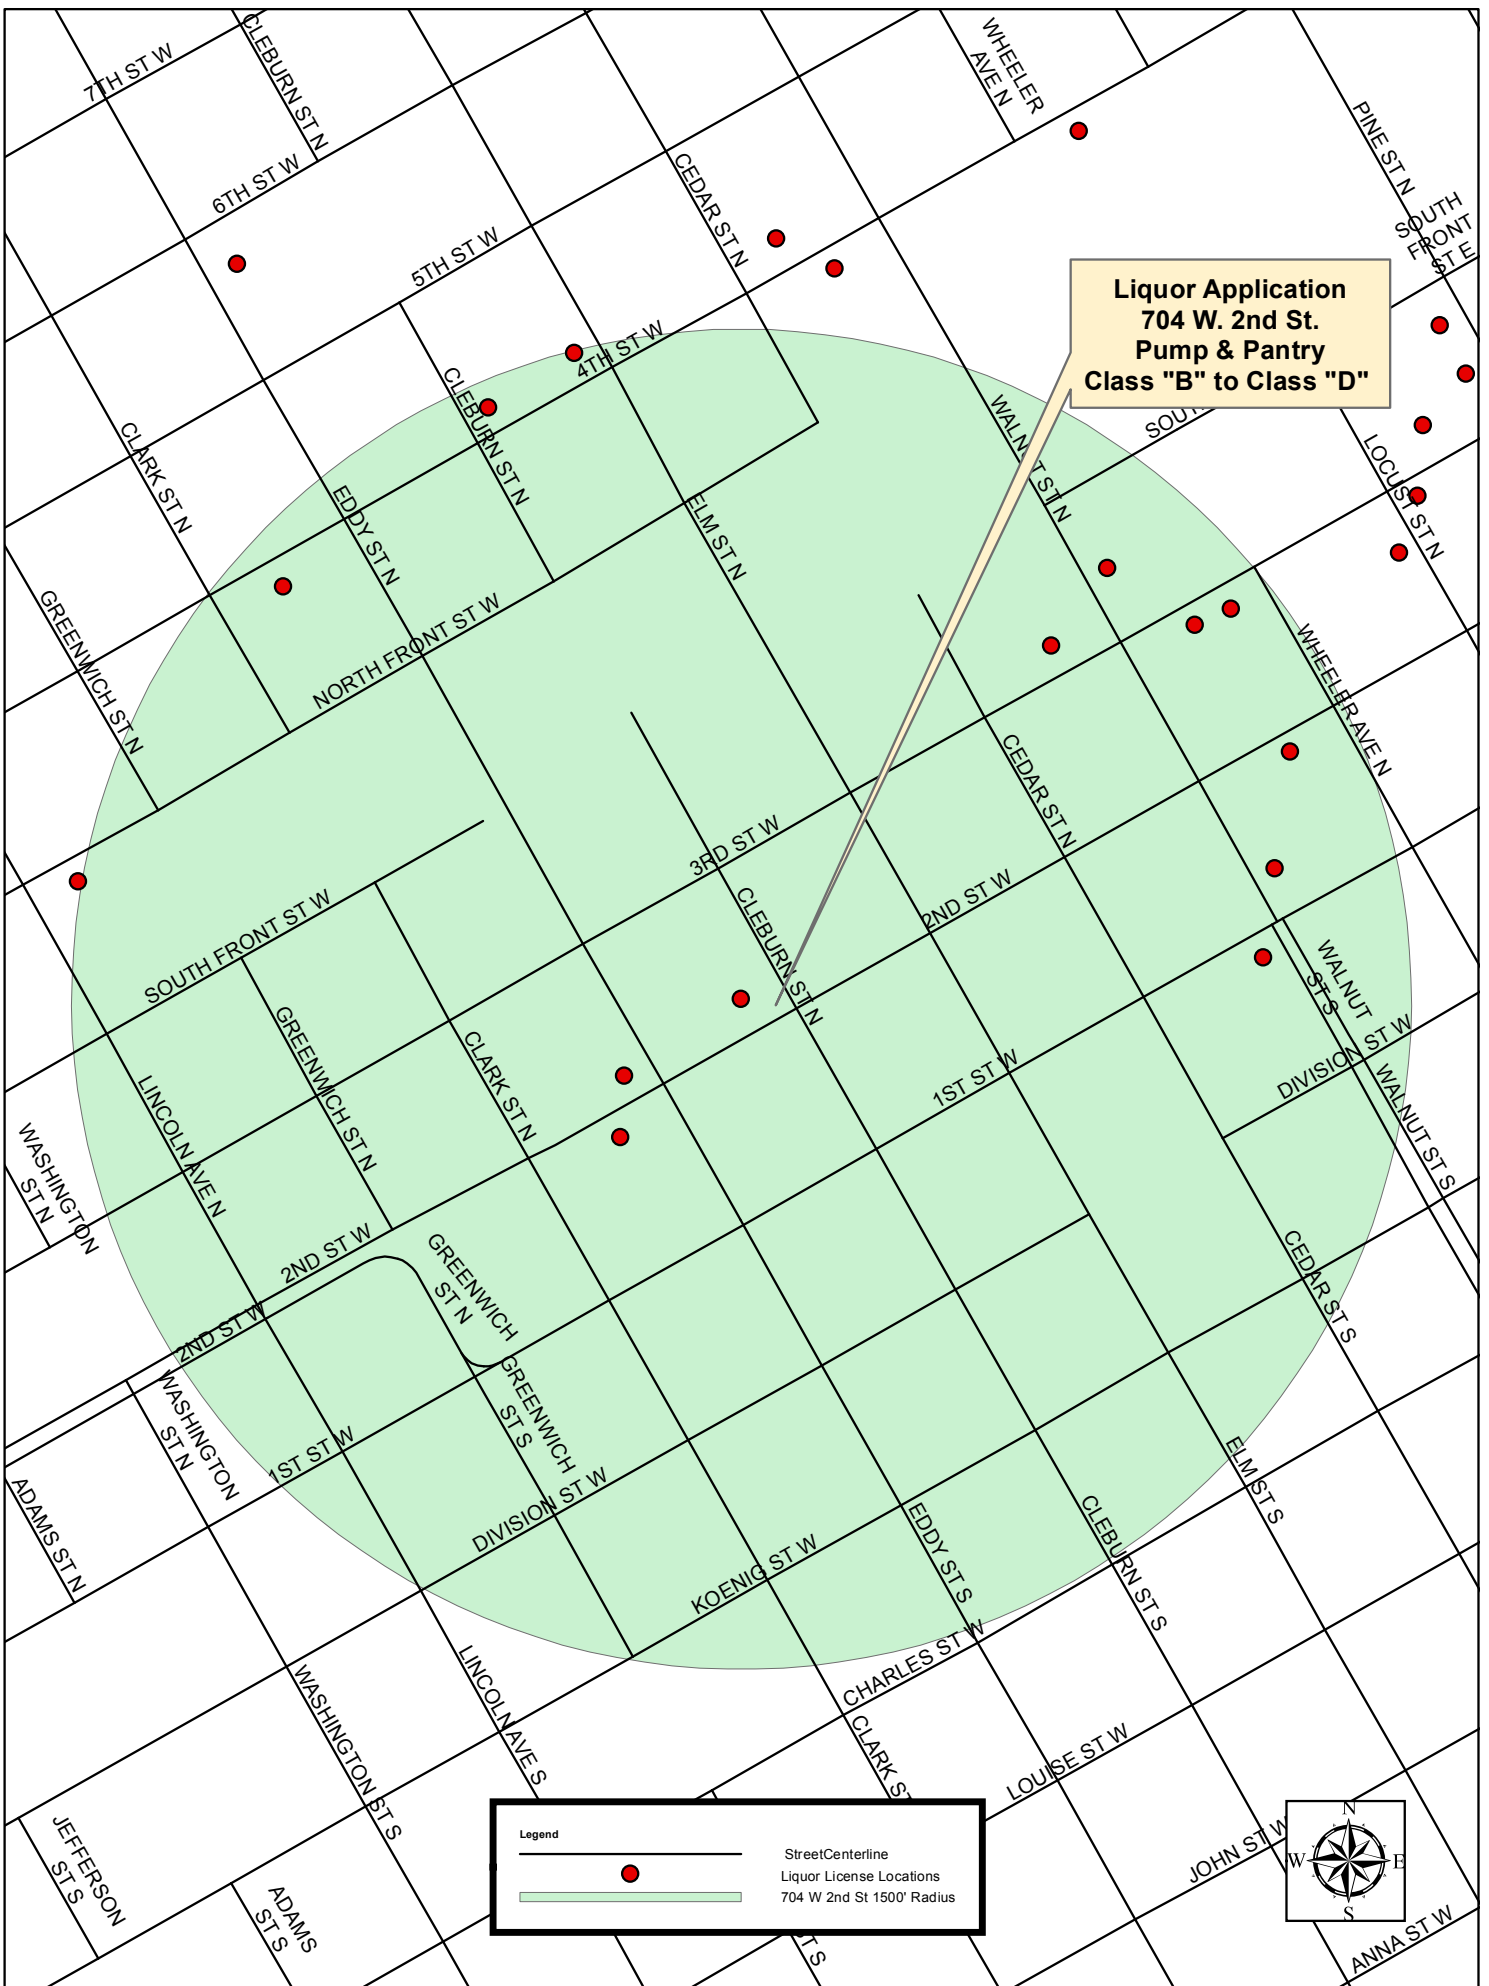 7TH ST W
CLEBURN ST N
WHEELER
AVE N
PINE ST N
6TH ST W
CEDAR ST N
SOUTH
FRONT
ST E
5TH ST W
Liquor Application
704 W. 2nd St.
Pump & Pantry
Class "B" to Class "D"
4TH ST W
CLEBURN ST N
WALNUT ST N
CLARK ST N
LOCUST ST N
EDDY ST N
ELM ST N
GREENWICH ST N
NORTH FRONT ST W
WHEELER AVE N
CEDAR ST N
3RD ST W
2ND ST W
CLEBURN ST N
SOUTH FRONT ST W
WALNUT
ST S
GREENWICH ST N
CLARK ST N
DIVISION ST W
1ST ST W
WALNUT ST S
LINCOLN AVE N
WASHINGTON
ST N
2ND ST W
GREENWICH
ST N
CEDAR ST S
2ND ST W
GREENWICH
ST S
WASHINGTON
ST N
1ST ST W
ELM ST S
DIVISION ST W
ADAMS ST N
CLEBURN ST S
EDDY ST S
KOENIG ST W
CHARLES ST W
LINCOLN AVE S
WASHINGTON ST S
CLARK ST
LOUISE ST W
JOHN ST W
JEFFERSON
ST S
ADAMS
ST S
ST S
ANNA ST W
Legend
StreetCenterline
Liquor License Locations
704 W 2nd St 1500' Radius
N
W E
S